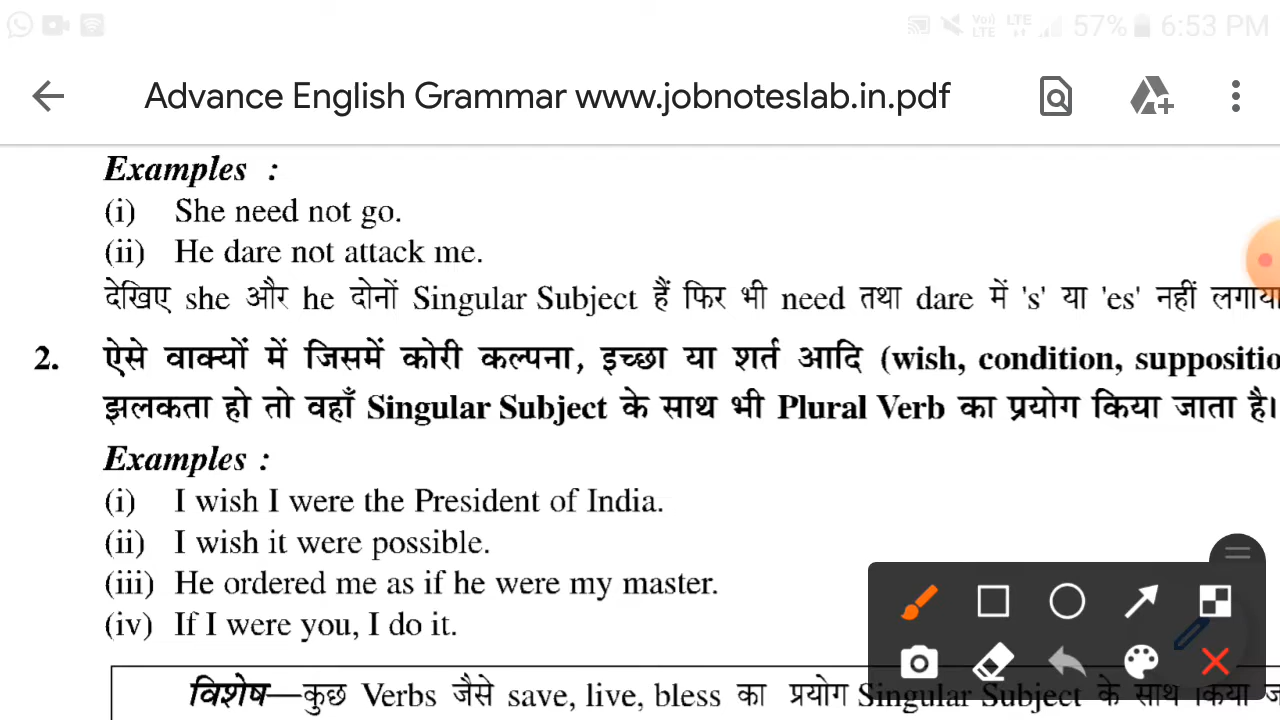 57% 6:53 PM
Advance English Grammar www.jobnoteslab.in.pdf
Examples :
(i) She need not go.
(ii) He dare not attack me.
देखिए she और he दोनों Singular Subject हैं फिर भी need तथा dare में 's' या 'es' नहीं
2. ऐसे वाक्यों में जिसमें कोरी कल्पना, इच्छा या शर्त आदि (wish, condition,
झलकता हो तो वहाँ Singular Subject के साथ भी Plural Verb का प्रयोग किया जाता है।
Examples :
(i) I wish I were the President of India.
(ii) I wish it were possible.
(iii) He ordered me as if he were my master.
(iv) If I were you, I do it.
विशेष—कुछ Verbs जैसे save, live, bless का प्रयोग Singular Subject के साथ